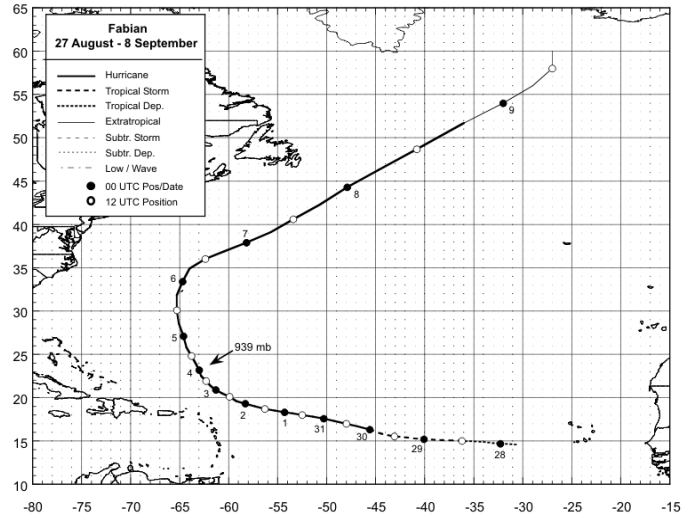 Fabian
27 August - 8 September
Hurricane
Tropical Storm
Tropical Dep.
Extratropical
Subtr. Storm
Subtr. Dep.
Low / Wave
00 UTC Pos/Date
12 UTC Position
65
60
55
50
45
40
35
30
25
20
15
10
9
8
7
6
5
939 mb
4
3
2
1
31
30
29
28
-80 -75 -70 -65 -60 -55 -50 -45 -40 -35 -30 -25 -20 -15